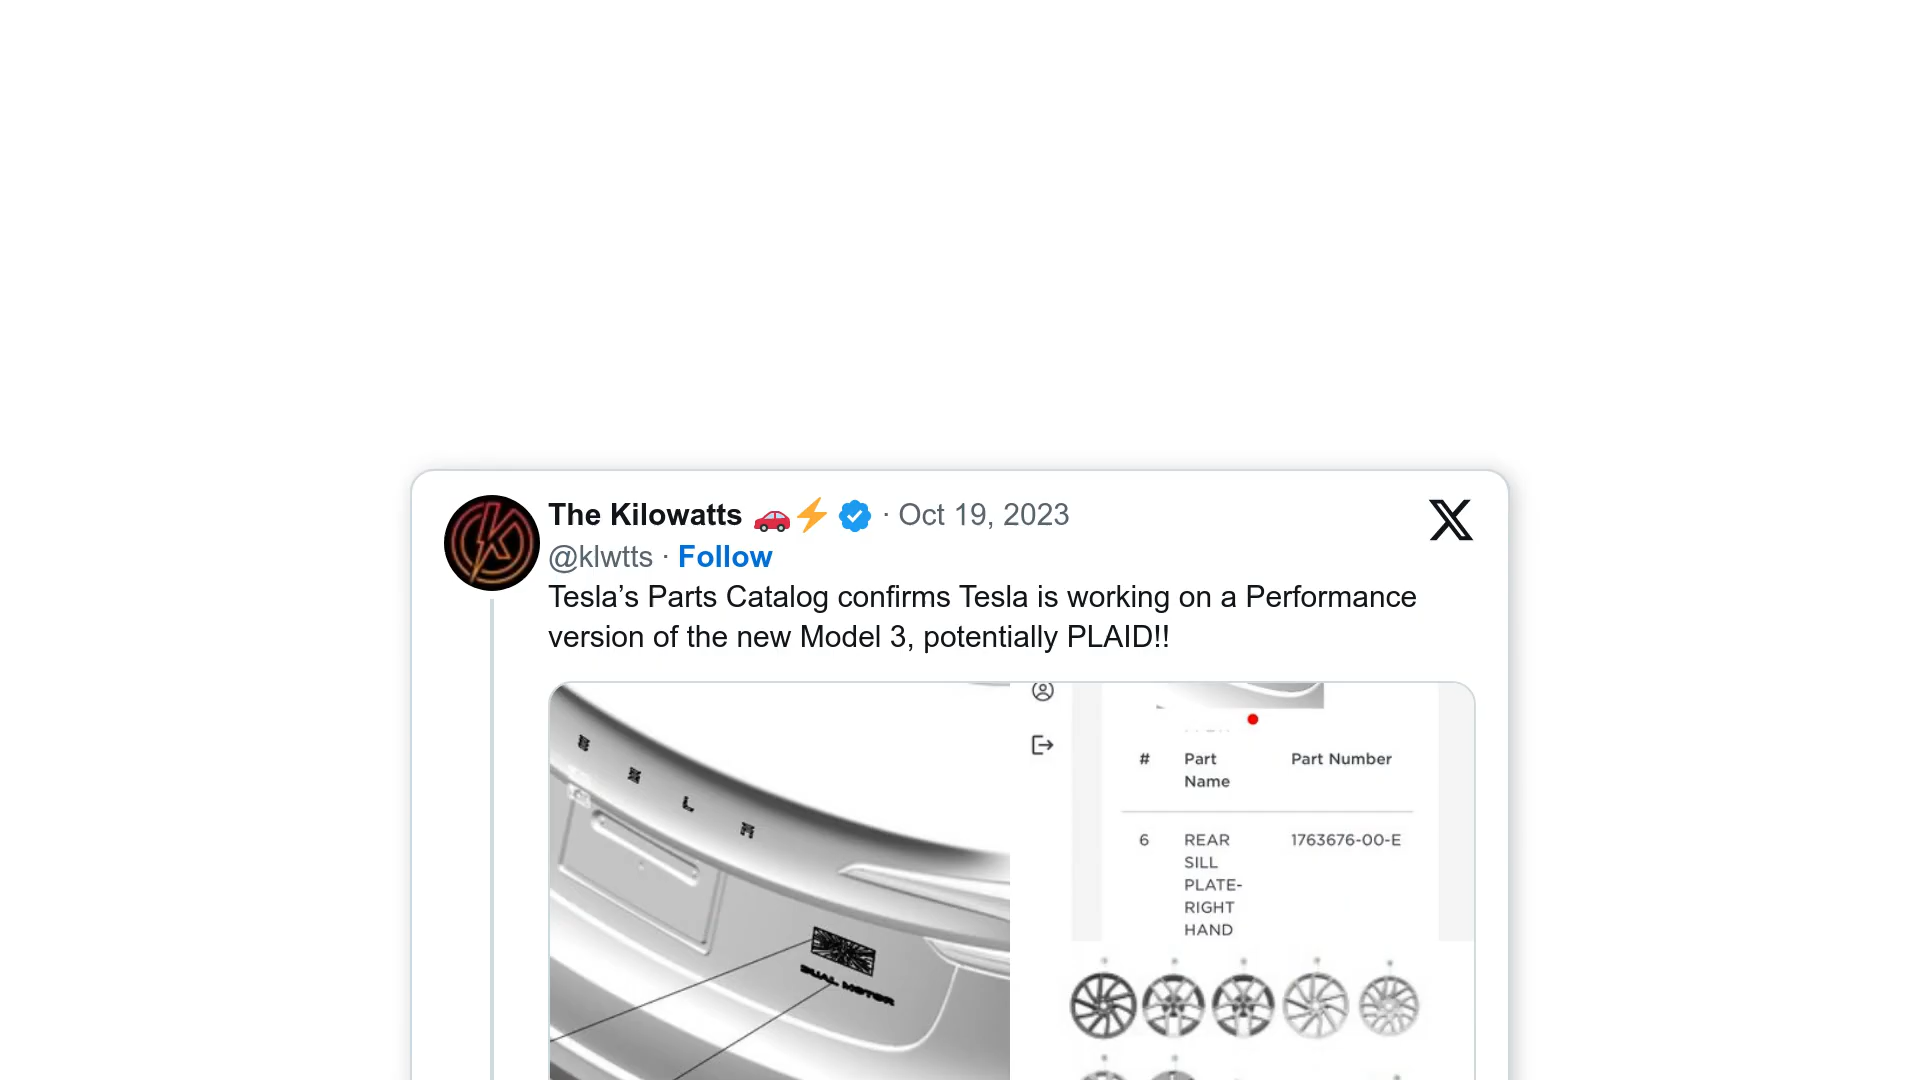 The Kilowatts 🚗⚡ · Oct 19, 2023
@klwtts · Follow
Tesla’s Parts Catalog confirms Tesla is working on a Performance
version of the new Model 3, potentially PLAID!!
# Part Name Part Number
6 REAR SILL PLATE-RIGHT HAND 1763676-00-E
S
L
A
DUAL MOTOR